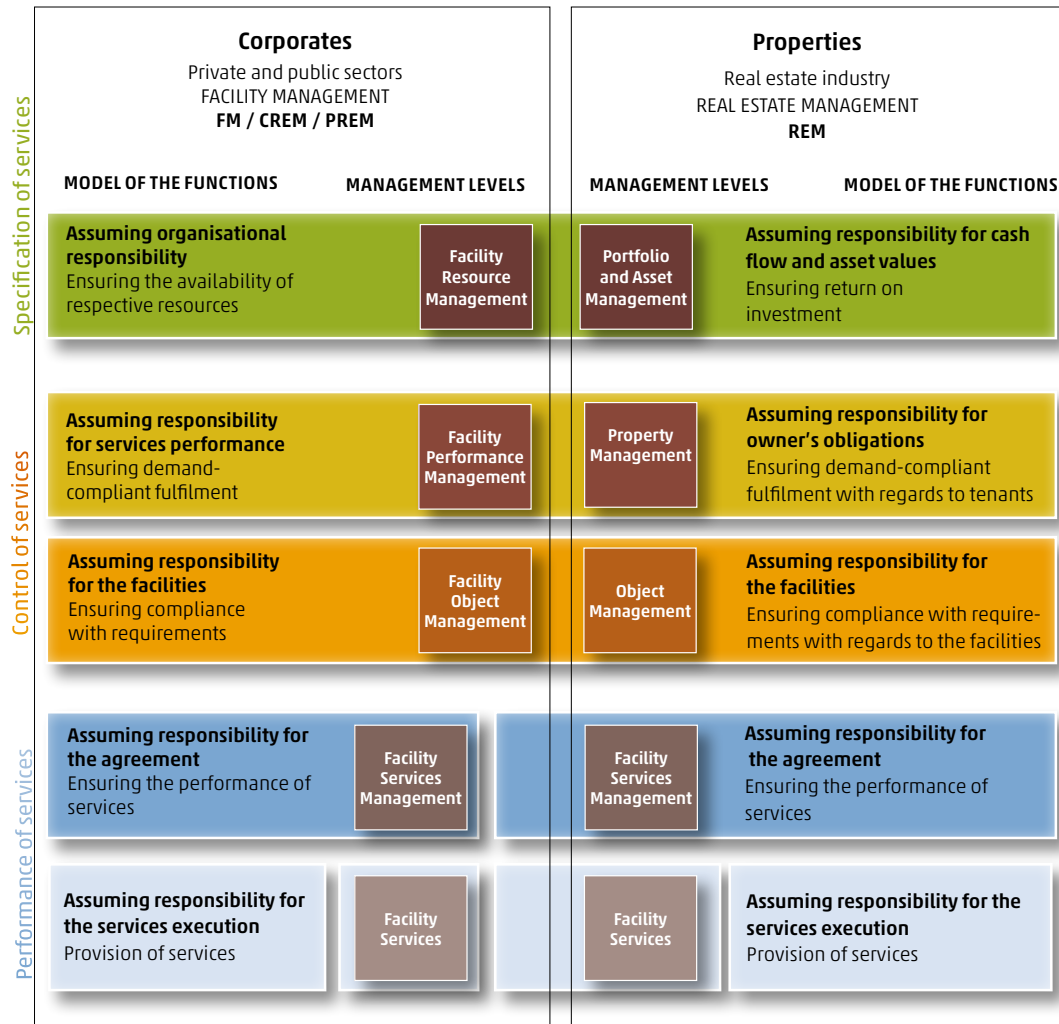 Corporates
Private and public sectors
FACILITY MANAGEMENT
FM / CREM / PREM
Properties
Real estate industry
REAL ESTATE MANAGEMENT
REM
MODEL OF THE FUNCTIONS
MANAGEMENT LEVELS
MANAGEMENT LEVELS
MODEL OF THE FUNCTIONS
Specification of services
Assuming organisational
responsibility
Ensuring the availability of
respective resources
Facility
Resource
Management
Portfolio
and Asset
Management
Assuming responsibility for cash
flow and asset values
Ensuring return on
investment
Control of services
Assuming responsibility
for services performance
Ensuring demand-
compliant fulfilment
Facility
Performance
Management
Property
Management
Assuming responsibility for
owner's obligations
Ensuring demand-compliant
fulfilment with regards to tenants
Assuming responsibility
for the facilities
Ensuring compliance
with requirements
Facility
Object
Management
Object
Management
Assuming responsibility for
the facilities
Ensuring compliance with require-
ments with regards to the facilities
Performance of services
Assuming responsibility for
the agreement
Ensuring the performance of
services
Facility
Services
Management
Facility
Services
Management
Assuming responsibility for
the agreement
Ensuring the performance of
services
Assuming responsibility for
the services execution
Provision of services
Facility
Services
Facility
Services
Assuming responsibility for the
services execution
Provision of services